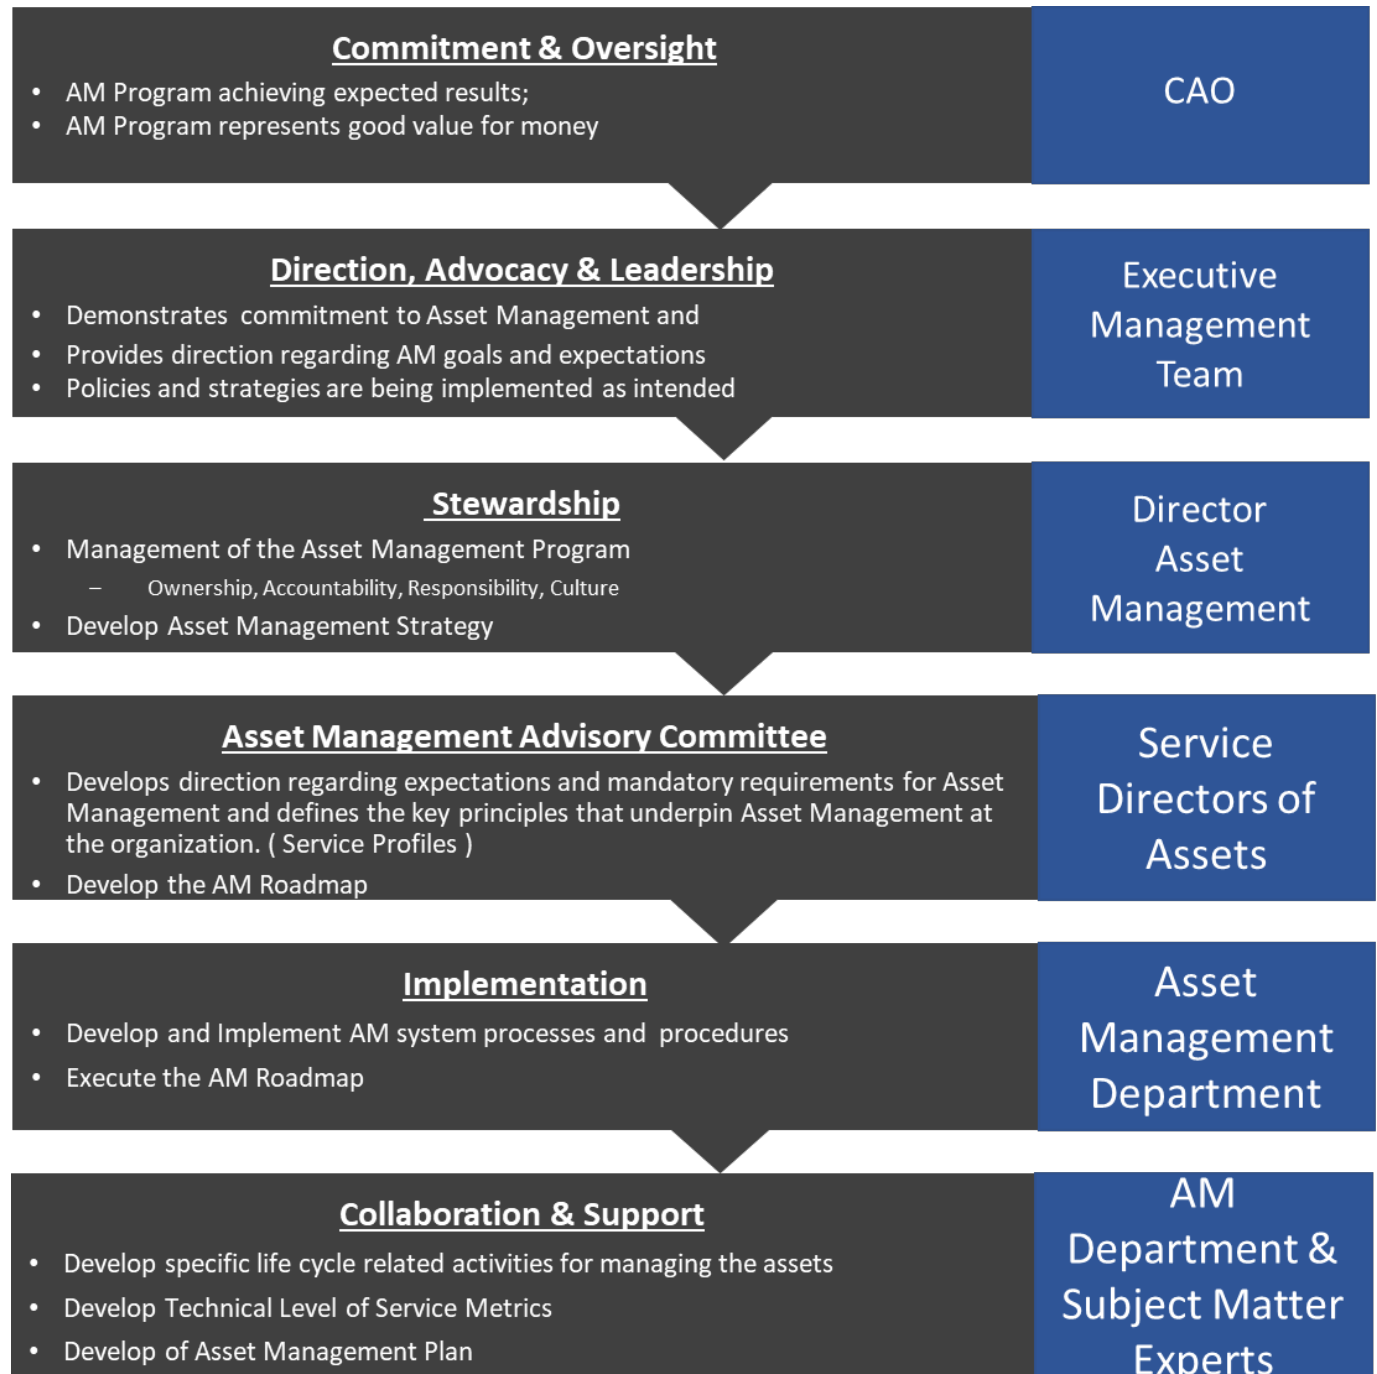 Commitment & Oversight
• AM Program achieving expected results;
• AM Program represents good value for money
CAO
Direction, Advocacy & Leadership
• Demonstrates commitment to Asset Management and
• Provides direction regarding AM goals and expectations
• Policies and strategies are being implemented as intended
Executive
Management
Team
Stewardship
• Management of the Asset Management Program
– Ownership, Accountability, Responsibility, Culture
• Develop Asset Management Strategy
Director
Asset
Management
Asset Management Advisory Committee
• Develops direction regarding expectations and mandatory requirements for Asset
Management and defines the key principles that underpin Asset Management at
the organization. ( Service Profiles )
• Develop the AM Roadmap
Service
Directors of
Assets
Implementation
• Develop and Implement AM system processes and procedures
• Execute the AM Roadmap
Asset
Management
Department
Collaboration & Support
• Develop specific life cycle related activities for managing the assets
• Develop Technical Level of Service Metrics
• Develop of Asset Management Plan
AM
Department &
Subject Matter
Experts